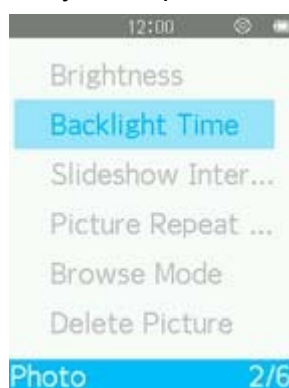 12:00
Brightness
Backlight Time
Slideshow Inter...
Picture Repeat ...
Browse Mode
Delete Picture
Photo 2/6